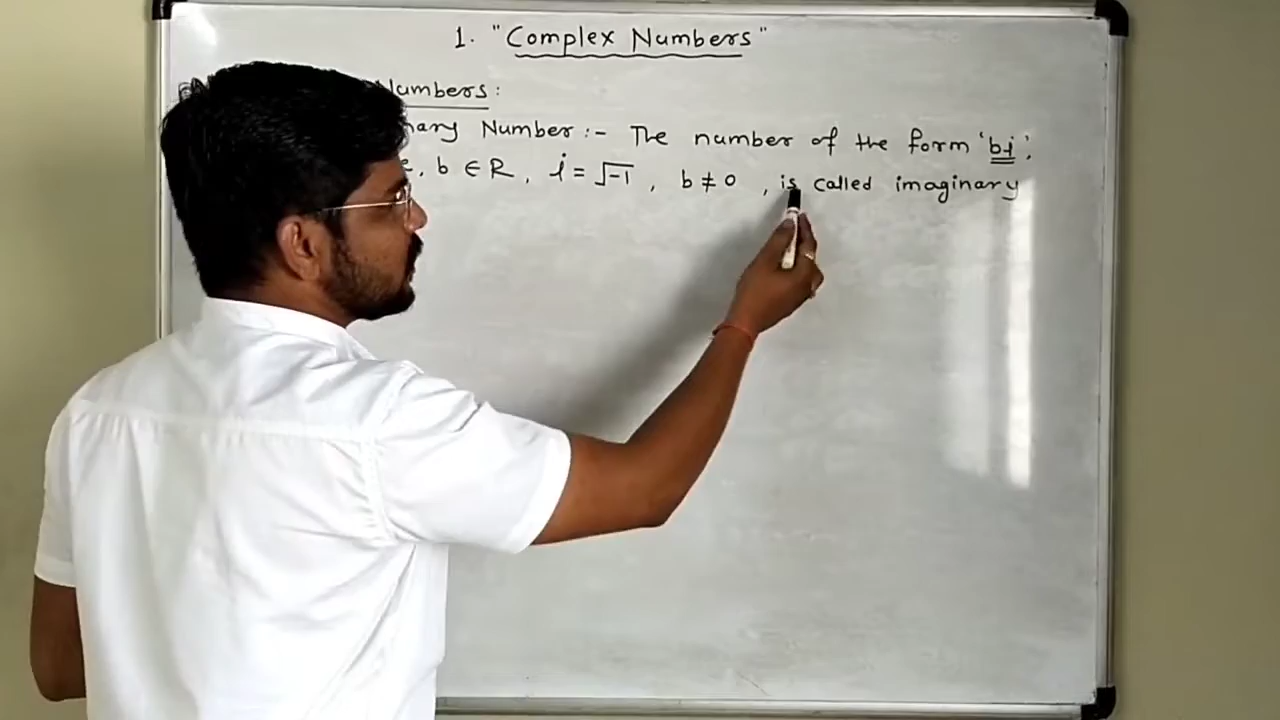 1. "Complex Numbers"
Numbers:
nary Number :- The number of the form 'bi',
, b ∈ R, i = √-1, b ≠ 0, is called imaginary